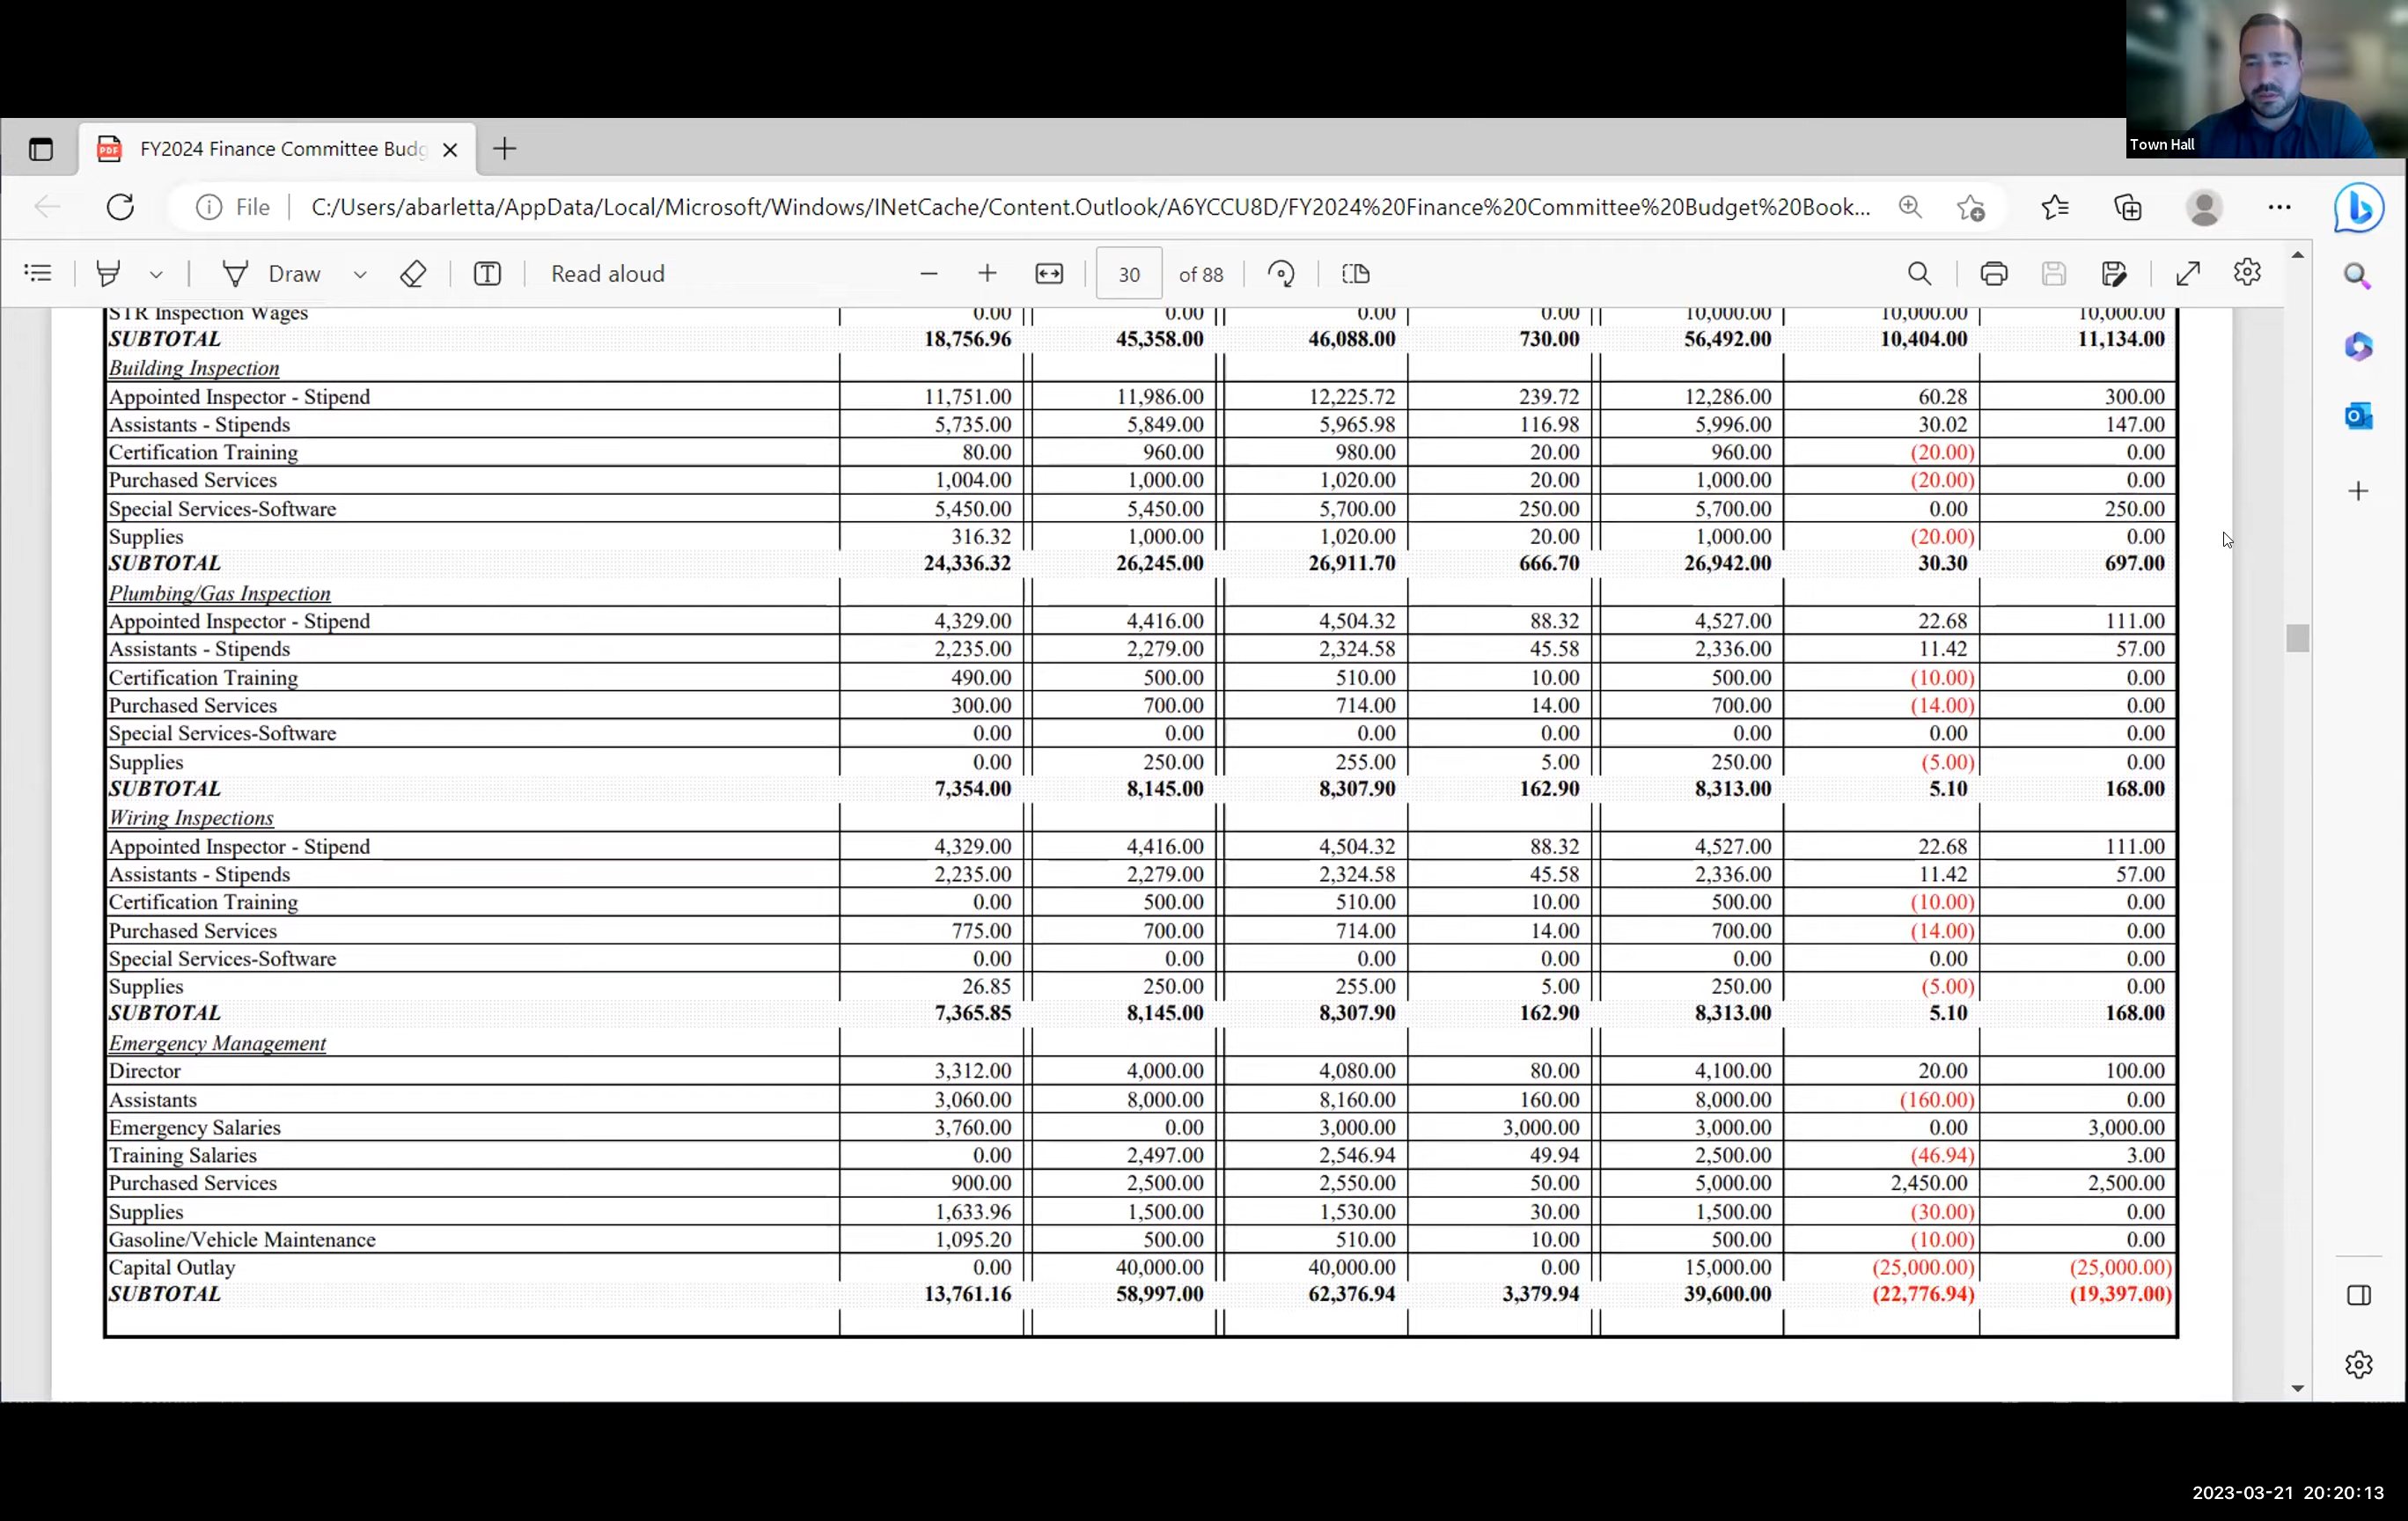 Town Hall
FY2024 Finance Committee Budg
File C:/Users/abarletta/AppData/Local/Microsoft/Windows/INetCache/Content.Outlook/A6YCCU8D/FY2024%20Finance%20Committee%20Budget%20Book...
Draw Read aloud 30 of 88
STR Inspection Wages 0.00 0.00 0.00 0.00 10,000.00 10,000.00 10,000.00
SUBTOTAL 18,756.96 45,358.00 46,088.00 730.00 56,492.00 10,404.00 11,134.00
Building Inspection
Appointed Inspector - Stipend 11,751.00 11,986.00 12,225.72 239.72 12,286.00 60.28 300.00
Assistants - Stipends 5,735.00 5,849.00 5,965.98 116.98 5,996.00 30.02 147.00
Certification Training 80.00 960.00 980.00 20.00 960.00 (20.00) 0.00
Purchased Services 1,004.00 1,000.00 1,020.00 20.00 1,000.00 (20.00) 0.00
Special Services-Software 5,450.00 5,450.00 5,700.00 250.00 5,700.00 0.00 250.00
Supplies 316.32 1,000.00 1,020.00 20.00 1,000.00 (20.00) 0.00
SUBTOTAL 24,336.32 26,245.00 26,911.70 666.70 26,942.00 30.30 697.00
Plumbing/Gas Inspection
Appointed Inspector - Stipend 4,329.00 4,416.00 4,504.32 88.32 4,527.00 22.68 111.00
Assistants - Stipends 2,235.00 2,279.00 2,324.58 45.58 2,336.00 11.42 57.00
Certification Training 490.00 500.00 510.00 10.00 500.00 (10.00) 0.00
Purchased Services 300.00 700.00 714.00 14.00 700.00 (14.00) 0.00
Special Services-Software 0.00 0.00 0.00 0.00 0.00 0.00 0.00
Supplies 0.00 250.00 255.00 5.00 250.00 (5.00) 0.00
SUBTOTAL 7,354.00 8,145.00 8,307.90 162.90 8,313.00 5.10 168.00
Wiring Inspections
Appointed Inspector - Stipend 4,329.00 4,416.00 4,504.32 88.32 4,527.00 22.68 111.00
Assistants - Stipends 2,235.00 2,279.00 2,324.58 45.58 2,336.00 11.42 57.00
Certification Training 0.00 500.00 510.00 10.00 500.00 (10.00) 0.00
Purchased Services 775.00 700.00 714.00 14.00 700.00 (14.00) 0.00
Special Services-Software 0.00 0.00 0.00 0.00 0.00 0.00 0.00
Supplies 26.85 250.00 255.00 5.00 250.00 (5.00) 0.00
SUBTOTAL 7,365.85 8,145.00 8,307.90 162.90 8,313.00 5.10 168.00
Emergency Management
Director 3,312.00 4,000.00 4,080.00 80.00 4,100.00 20.00 100.00
Assistants 3,060.00 8,000.00 8,160.00 160.00 8,000.00 (160.00) 0.00
Emergency Salaries 3,760.00 0.00 3,000.00 3,000.00 3,000.00 0.00 3,000.00
Training Salaries 0.00 2,497.00 2,546.94 49.94 2,500.00 (46.94) 3.00
Purchased Services 900.00 2,500.00 2,550.00 50.00 5,000.00 2,450.00 2,500.00
Supplies 1,633.96 1,500.00 1,530.00 30.00 1,500.00 (30.00) 0.00
Gasoline/Vehicle Maintenance 1,095.20 500.00 510.00 10.00 500.00 (10.00) 0.00
Capital Outlay 0.00 40,000.00 40,000.00 0.00 15,000.00 (25,000.00) (25,000.00)
SUBTOTAL 13,761.16 58,997.00 62,376.94 3,379.94 39,600.00 (22,776.94) (19,397.00)
2023-03-21 20:20:13